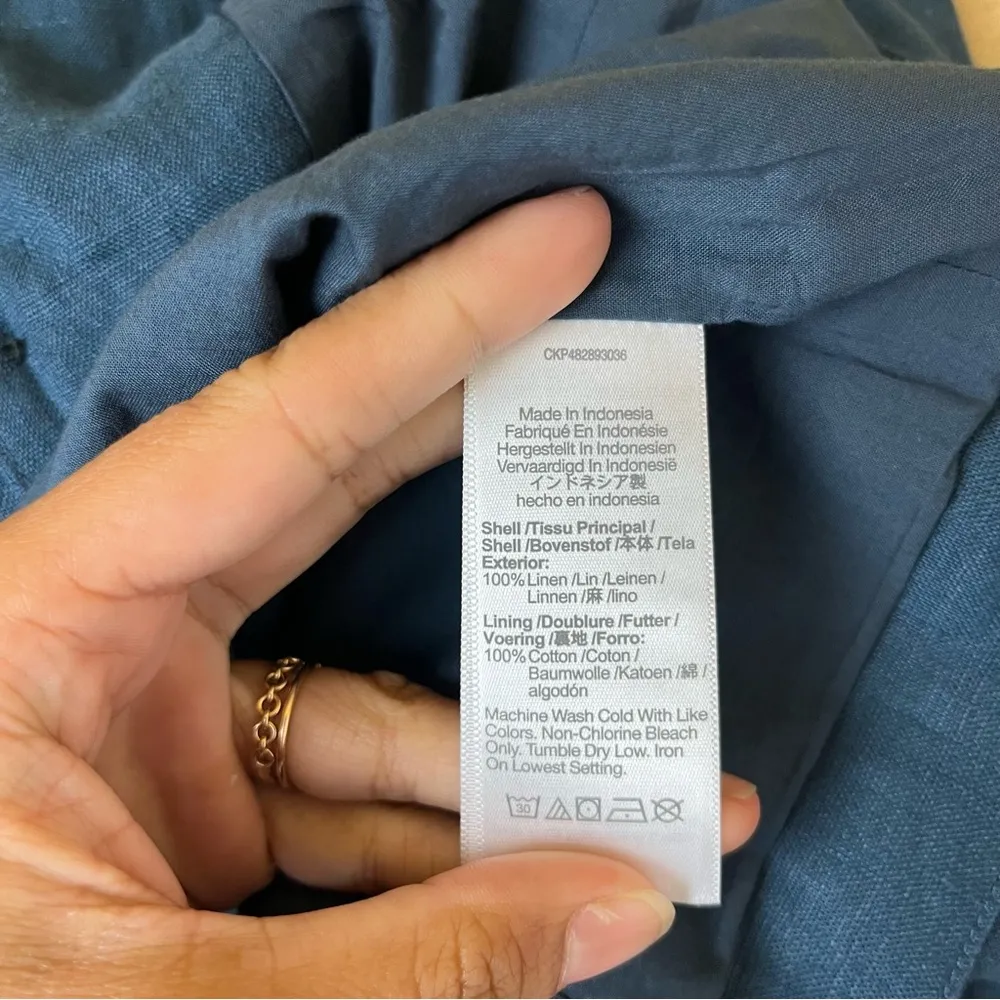 CKP482893036
Made In Indonesia
Fabriqué En Indonésie
Hergestellt In Indonesien
Vervaardigd In Indonesië
インドネシア製
hecho en indonesia
Shell /Tissu Principal /
Shell /Bovenstof /本体 /Tela
Exterior:
100% Linen /Lin /Leinen /
Linnen /麻 /lino
Lining /Doublure /Futter /
Voering /裏地 /Forro:
100% Cotton /Coton /
Baumwolle /Katoen /綿 /
algodón
Machine Wash Cold With Like
Colors. Non-Chlorine Bleach
Only. Tumble Dry Low. Iron
On Lowest Setting.
30